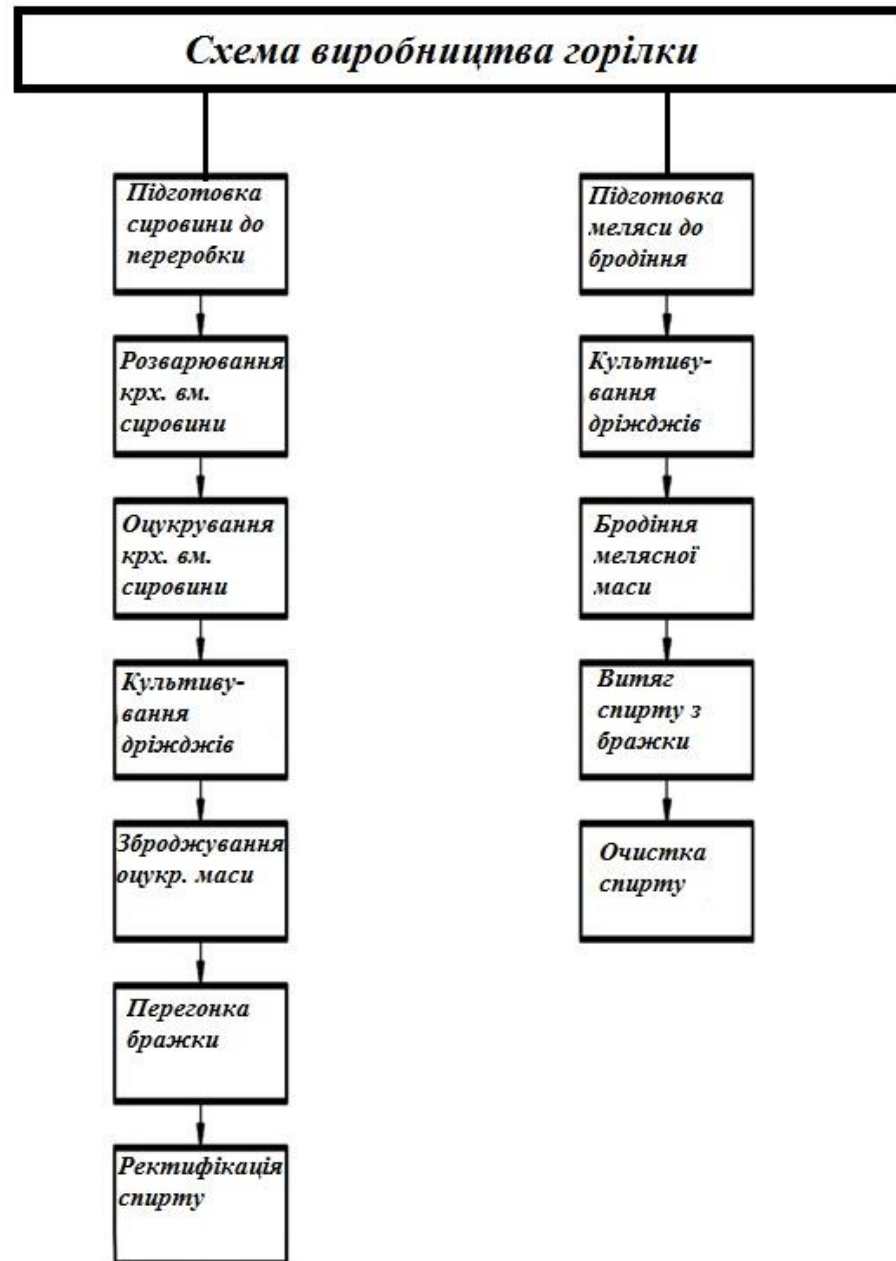 Схема виробництва горілки
Підготовка
сировини до
переробки
Розварювання
крх. вм.
сировини
Оцукрування
крх. вм.
сировини
Культиву-
вання
дріжджів
Зброджування
оцукр. маси
Перегонка
бражки
Ректифікація
спирту
Підготовка
меляси до
бродіння
Культиву-
вання
дріжджів
Бродіння
мелясної
маси
Витяг
спирту з
бражки
Очистка
спирту